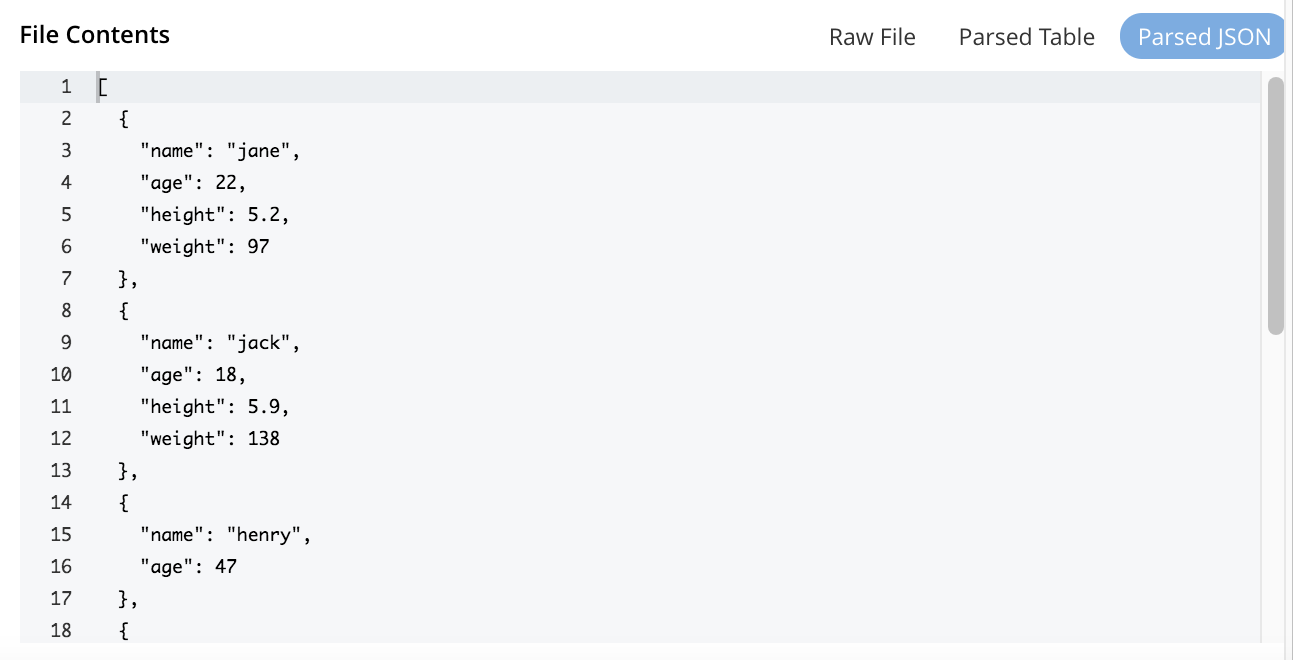 File Contents Raw File Parsed Table Parsed JSON
1 [
2   {
3     "name": "jane",
4     "age": 22,
5     "height": 5.2,
6     "weight": 97
7   },
8   {
9     "name": "jack",
10     "age": 18,
11     "height": 5.9,
12     "weight": 138
13   },
14   {
15     "name": "henry",
16     "age": 47
17   },
18   {